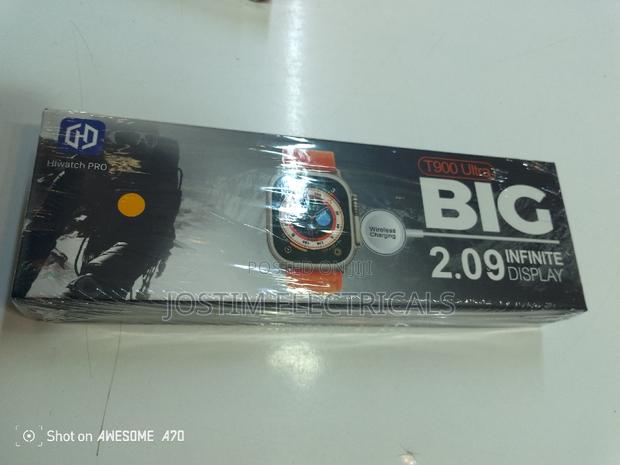 Hiwatch PRO
T900 Ultra
BIG
Wireless
Charging
2.09 INFINITE
DISPLAY
POSTED ON JIJI
JOSTIM ELECTRICALS
Shot on AWESOME A70